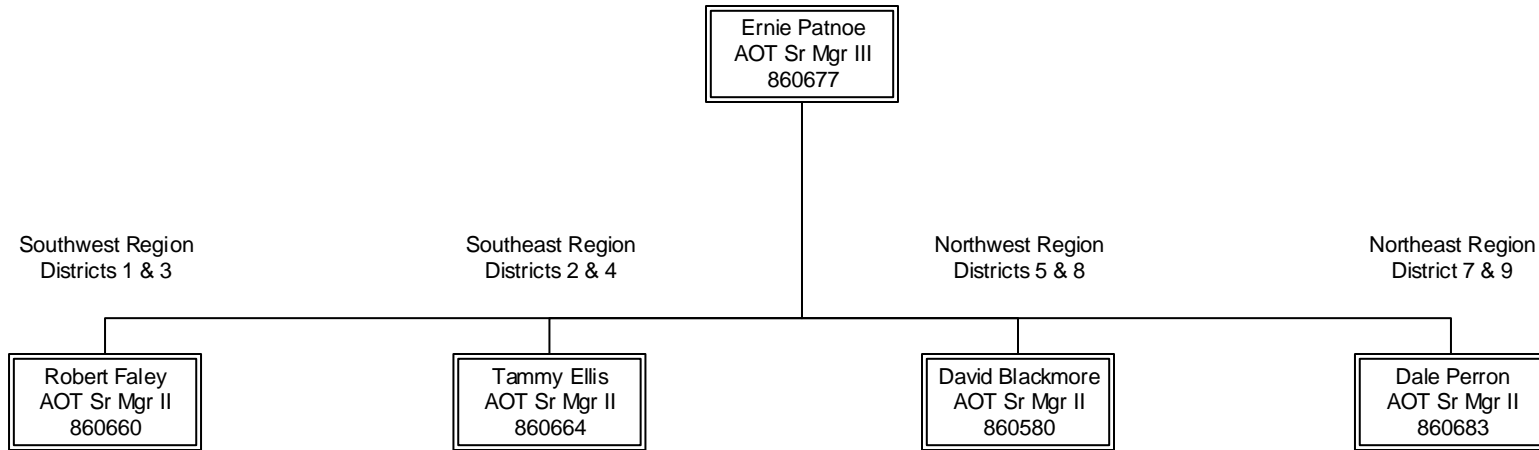 Ernie Patnoe
AOT Sr Mgr III
860677
Southwest Region
Districts 1 & 3
Southeast Region
Districts 2 & 4
Northwest Region
Districts 5 & 8
Northeast Region
District 7 & 9
Robert Faley
AOT Sr Mgr II
860660
Tammy Ellis
AOT Sr Mgr II
860664
David Blackmore
AOT Sr Mgr II
860580
Dale Perron
AOT Sr Mgr II
860683